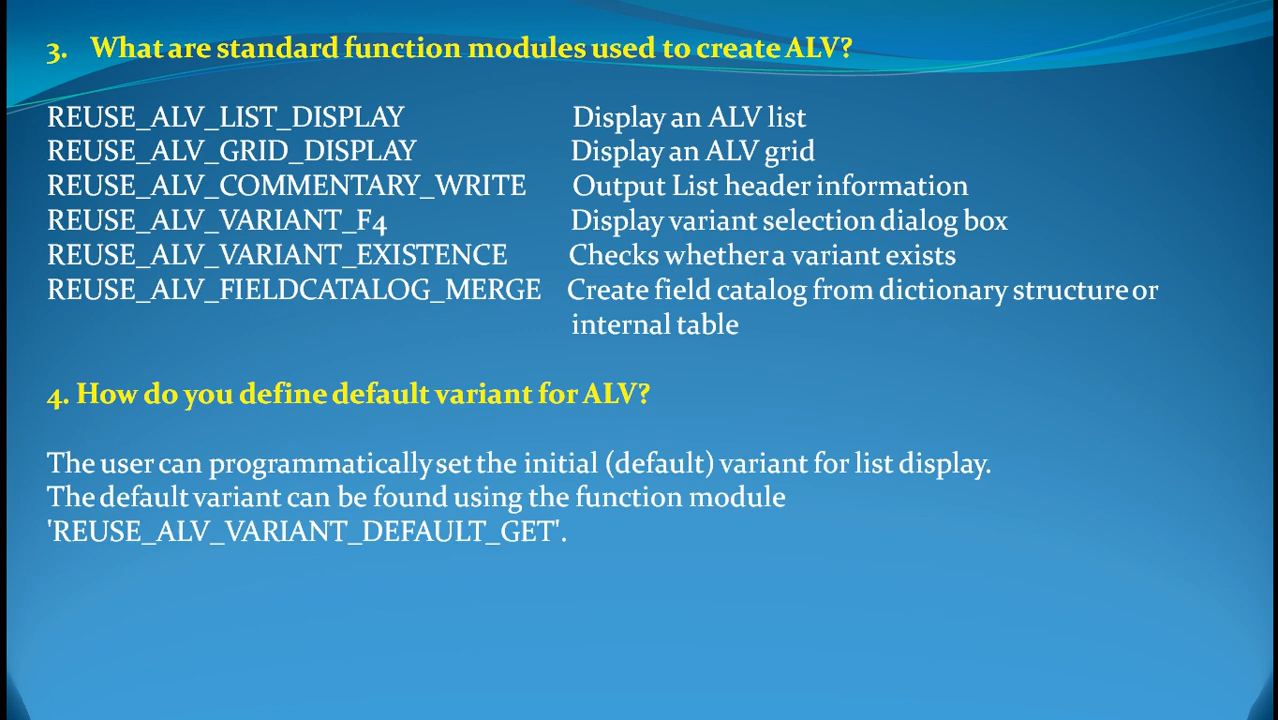 3. What are standard function modules used to create ALV?
REUSE_ALV_LIST_DISPLAY Display an ALV list
REUSE_ALV_GRID_DISPLAY Display an ALV grid
REUSE_ALV_COMMENTARY_WRITE Output List header information
REUSE_ALV_VARIANT_F4 Display variant selection dialog box
REUSE_ALV_VARIANT_EXISTENCE Checks whether a variant exists
REUSE_ALV_FIELDCATALOG_MERGE Create field catalog from dictionary structure or
internal table
4. How do you define default variant for ALV?
The user can programmatically set the initial (default) variant for list display.
The default variant can be found using the function module
'REUSE_ALV_VARIANT_DEFAULT_GET'.